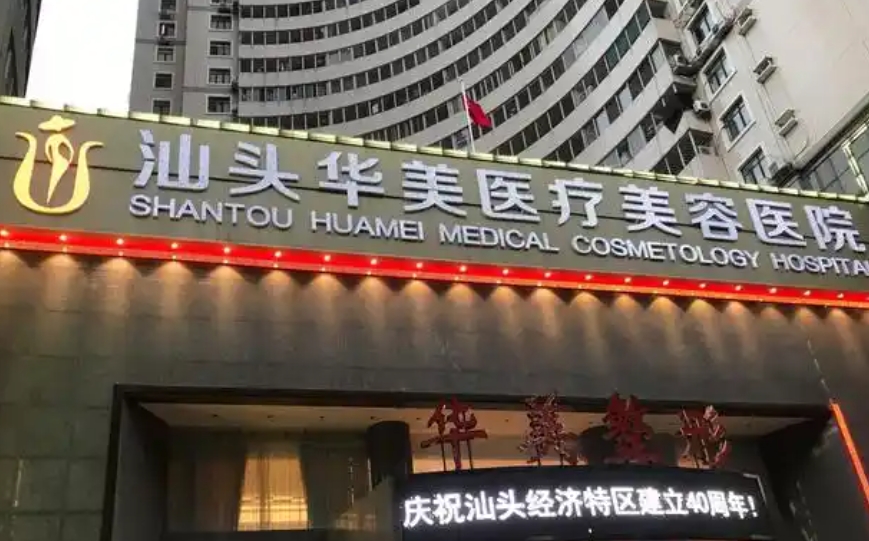 汕头华美医疗美容医院
SHANTOU HUAMEI MEDICAL COSMETOLOGY HOSPITAL
华美整形
庆祝汕头经济特区建立40周年!